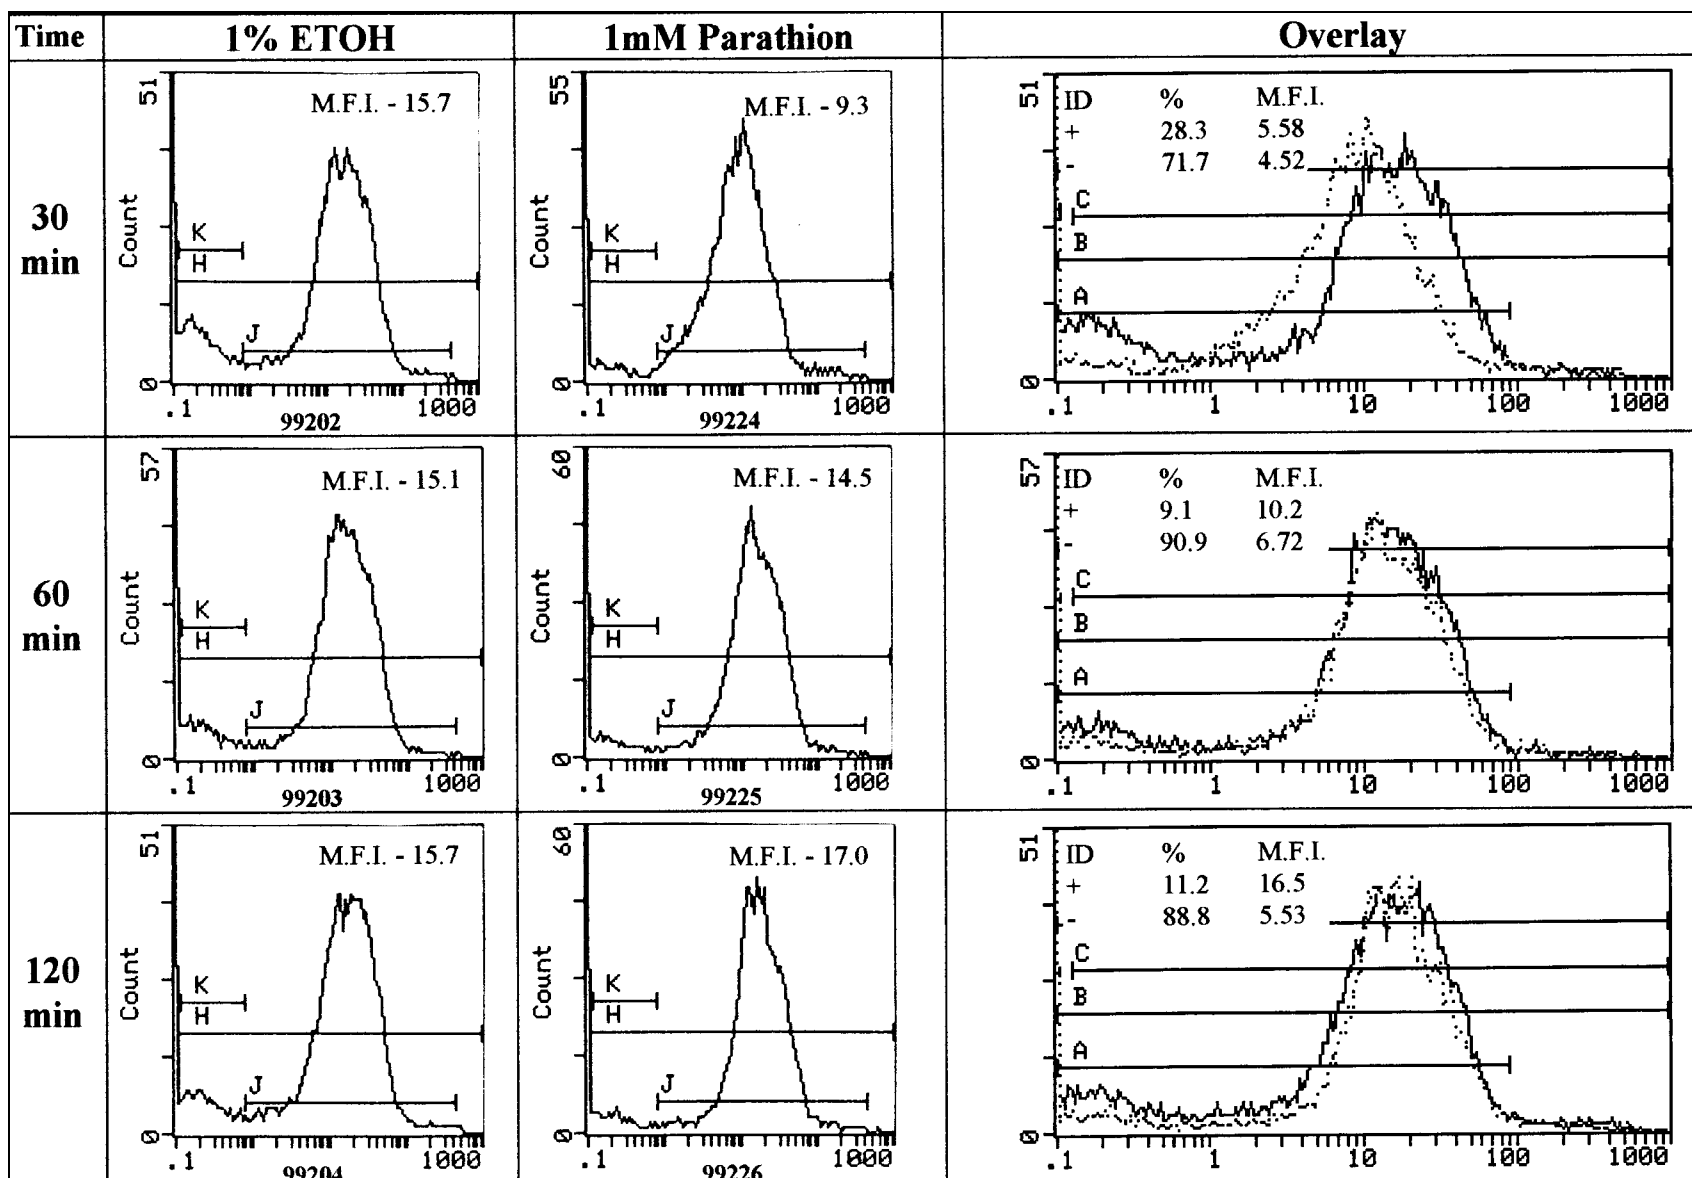 Time 1% ETOH 1mM Parathion Overlay
30 min
51 Count 0
M.F.I. - 15.7
K
H
J
.1 1000
99202
55 Count 0
M.F.I. - 9.3
K
H
J
.1 1000
99224
51 0
ID % M.F.I.
+ 28.3 5.58
- 71.7 4.52
C
B
A
.1 1 10 100 1000
60 min
57 Count 0
M.F.I. - 15.1
K
H
J
.1 1000
99203
60 Count 0
M.F.I. - 14.5
K
H
J
.1 1000
99225
57 0
ID % M.F.I.
+ 9.1 10.2
- 90.9 6.72
C
B
A
.1 1 10 100 1000
120 min
51 Count 0
M.F.I. - 15.7
K
H
J
.1 1000
99204
60 Count 0
M.F.I. - 17.0
K
H
J
.1 1000
99226
51 0
ID % M.F.I.
+ 11.2 16.5
- 88.8 5.53
C
B
A
.1 1 10 100 1000